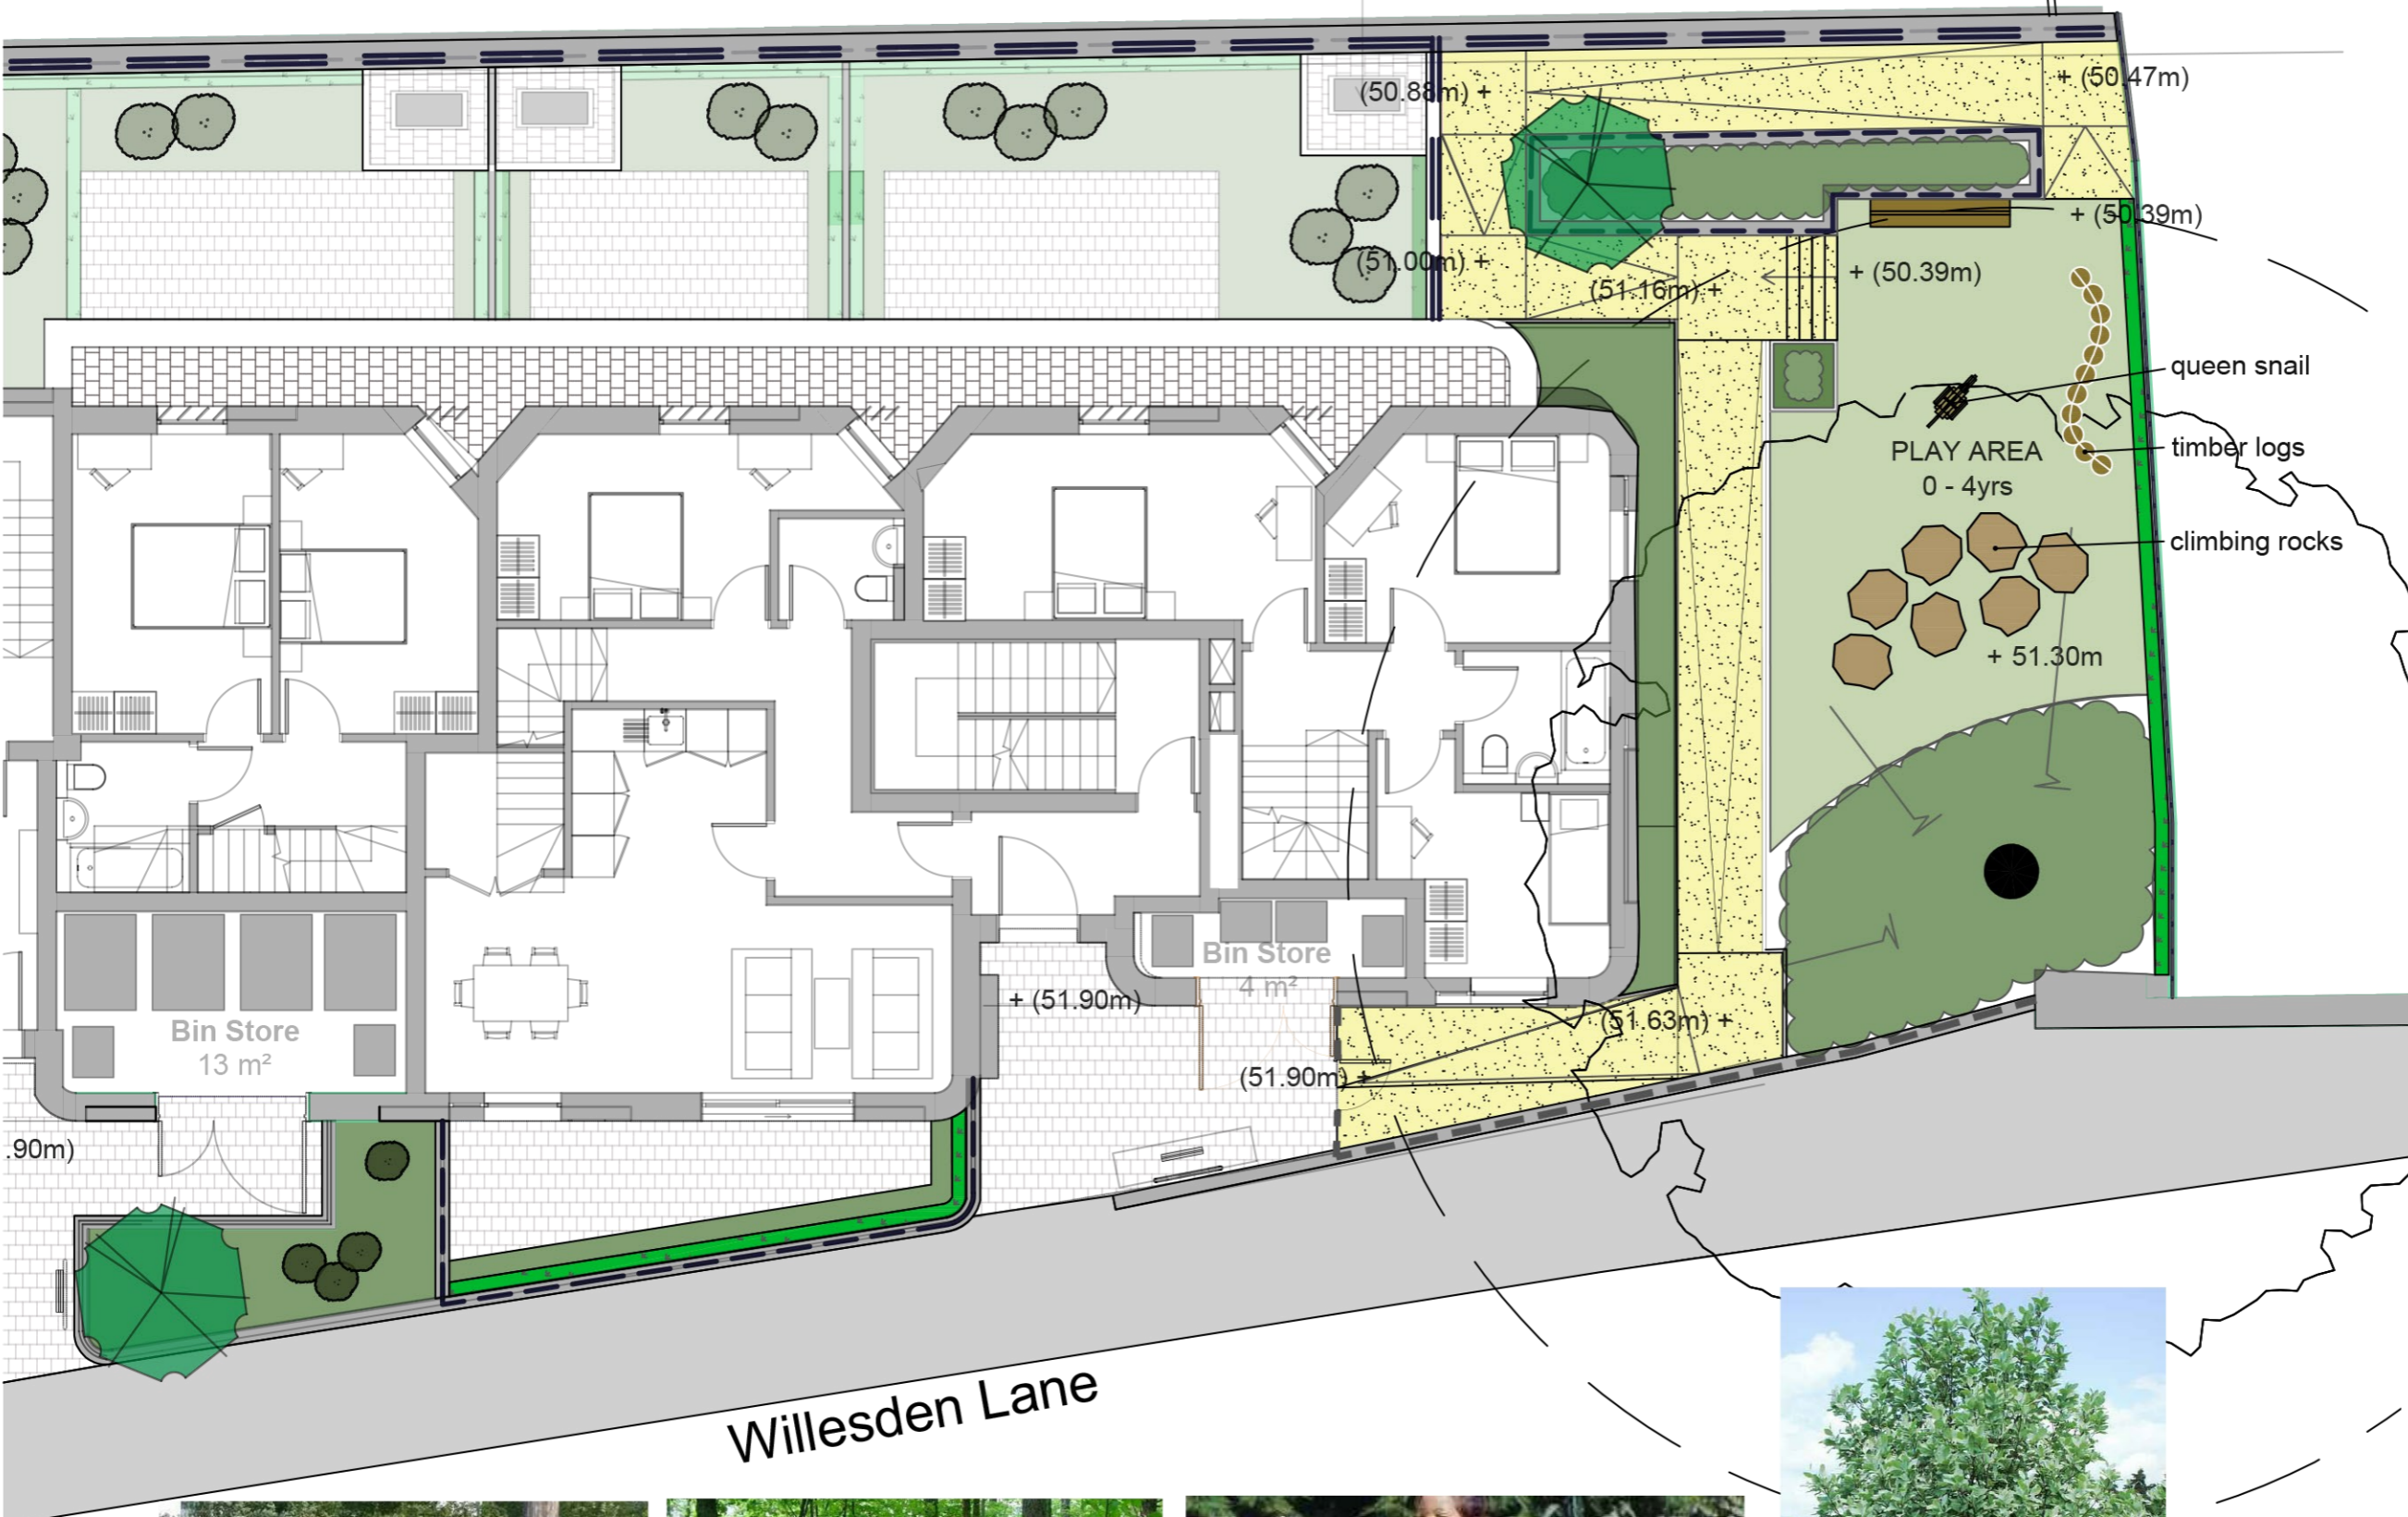 + (50.47m)
(50.88m) +
+ (50.39m)
(51.00m) +
+ (50.39m)
(51.16m) +
queen snail
PLAY AREA
0 - 4yrs
timber logs
climbing rocks
+ 51.30m
Bin Store
4 m²
+ (51.90m)
(51.63m) +
Bin Store
13 m²
(51.90m) +
.90m)
Willesden Lane